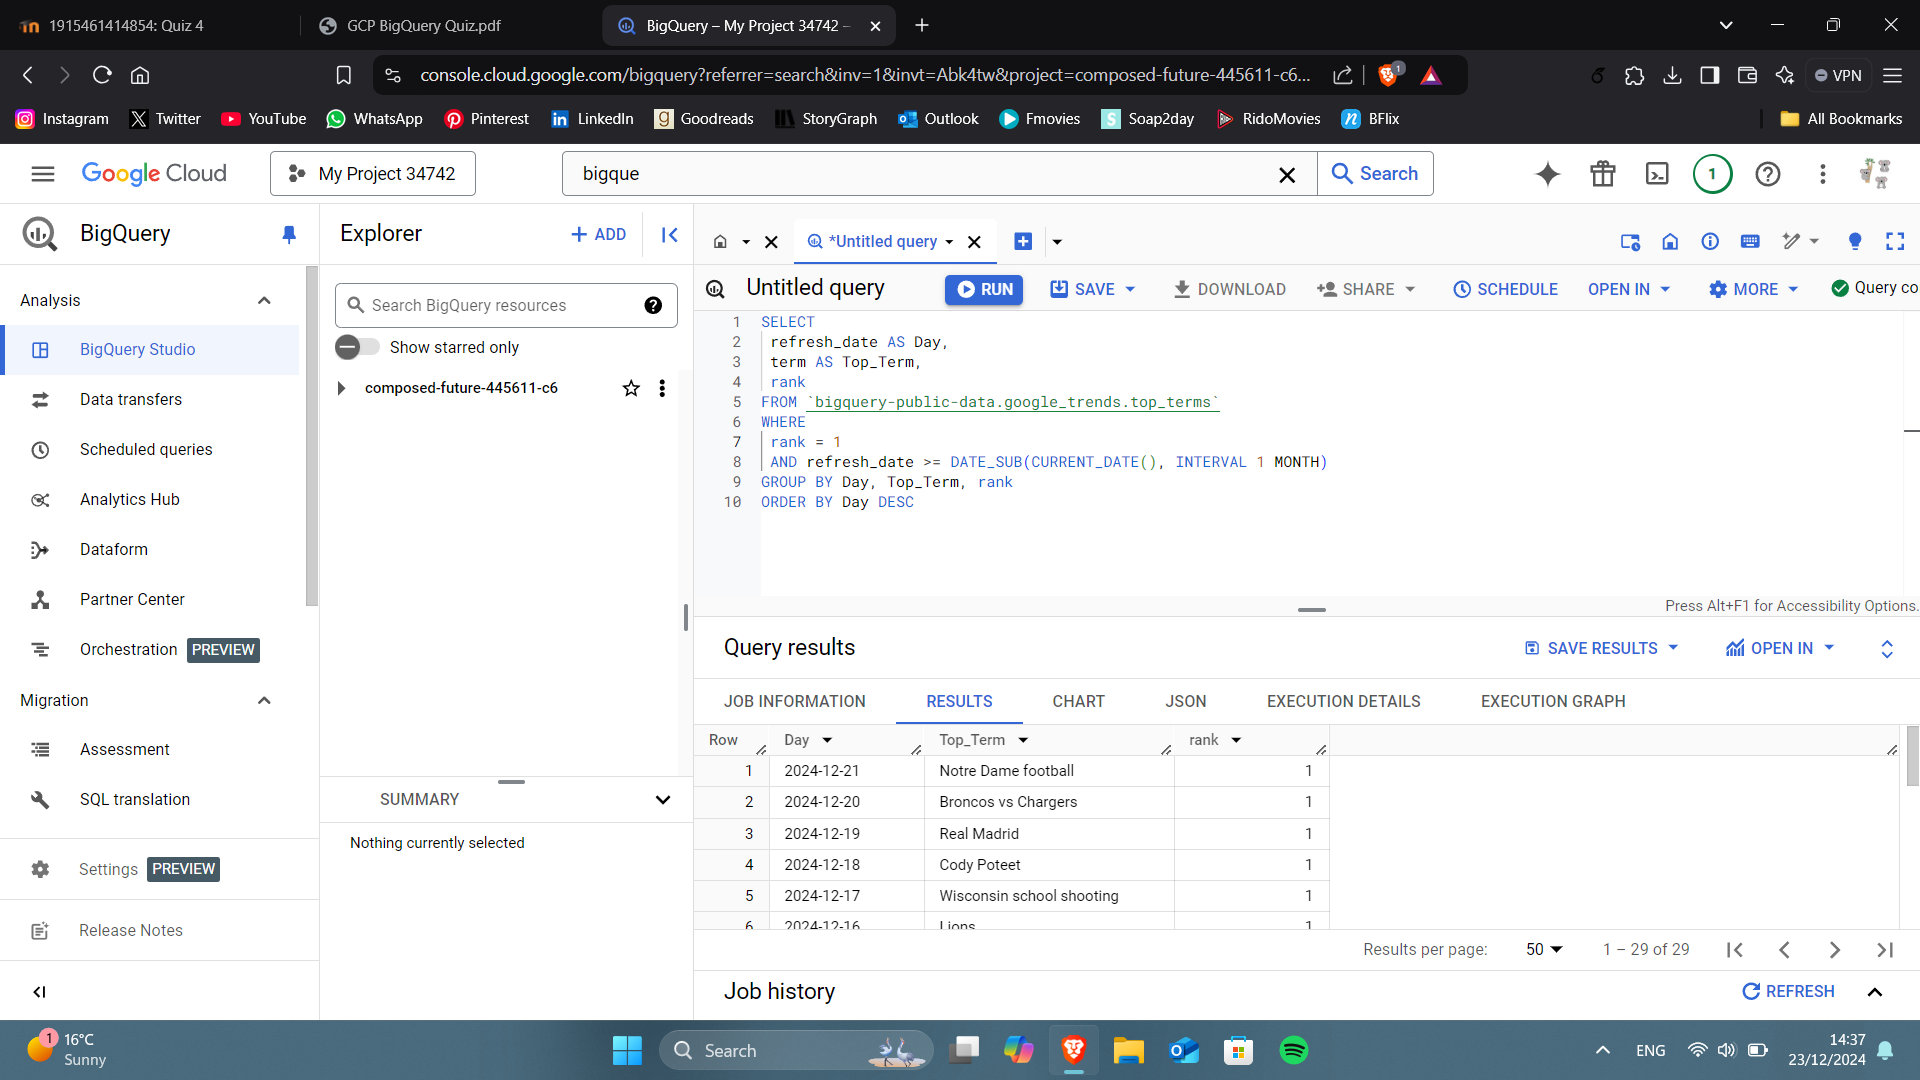 1915461414854: Quiz 4
GCP BigQuery Quiz.pdf
BigQuery – My Project 34742 –
console.cloud.google.com/bigquery?referrer=search&inv=1&invt=Abk4tw&project=composed-future-445611-c6...
1
VPN
Instagram
Twitter
YouTube
WhatsApp
Pinterest
LinkedIn
Goodreads
StoryGraph
Outlook
Fmovies
Soap2day
RidoMovies
BFlix
All Bookmarks
Google Cloud
My Project 34742
bigque
Search
1
BigQuery
Explorer
ADD
*Untitled query
Untitled query
RUN
SAVE
DOWNLOAD
SHARE
SCHEDULE
OPEN IN
MORE
Query co
Analysis
BigQuery Studio
Data transfers
Scheduled queries
Analytics Hub
Dataform
Partner Center
Orchestration PREVIEW
Migration
Assessment
SQL translation
Settings PREVIEW
Release Notes
Search BigQuery resources
Show starred only
composed-future-445611-c6
SUMMARY
Nothing currently selected
1 SELECT
2 refresh_date AS Day,
3 term AS Top_Term,
4 rank
5 FROM `bigquery-public-data.google_trends.top_terms`
6 WHERE
7 rank = 1
8 AND refresh_date >= DATE_SUB(CURRENT_DATE(), INTERVAL 1 MONTH)
9 GROUP BY Day, Top_Term, rank
10 ORDER BY Day DESC
Press Alt+F1 for Accessibility Options.
Query results
SAVE RESULTS
OPEN IN
JOB INFORMATION
RESULTS
CHART
JSON
EXECUTION DETAILS
EXECUTION GRAPH
Row Day Top_Term rank
1 2024-12-21 Notre Dame football 1
2 2024-12-20 Broncos vs Chargers 1
3 2024-12-19 Real Madrid 1
4 2024-12-18 Cody Poteet 1
5 2024-12-17 Wisconsin school shooting 1
6 2024-12-16 Lions 1
Results per page: 50 1 – 29 of 29
Job history
REFRESH
1
16°C
Sunny
Search
ENG
14:37
23/12/2024